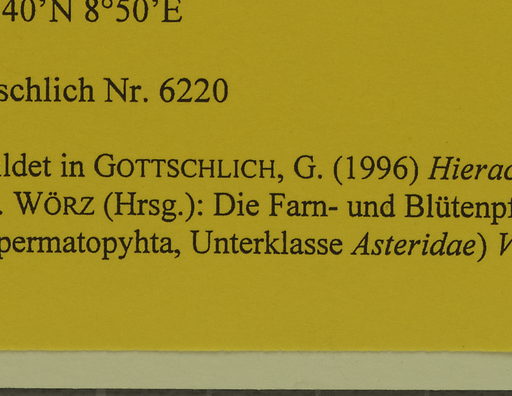 40’N 8°50’E
schlich Nr. 6220
ldet in GOTTSCHLICH, G. (1996) Hierac
. WÖRZ (Hrsg.): Die Farn- und Blütenpf
permatopyhta, Unterklasse Asteridae) V